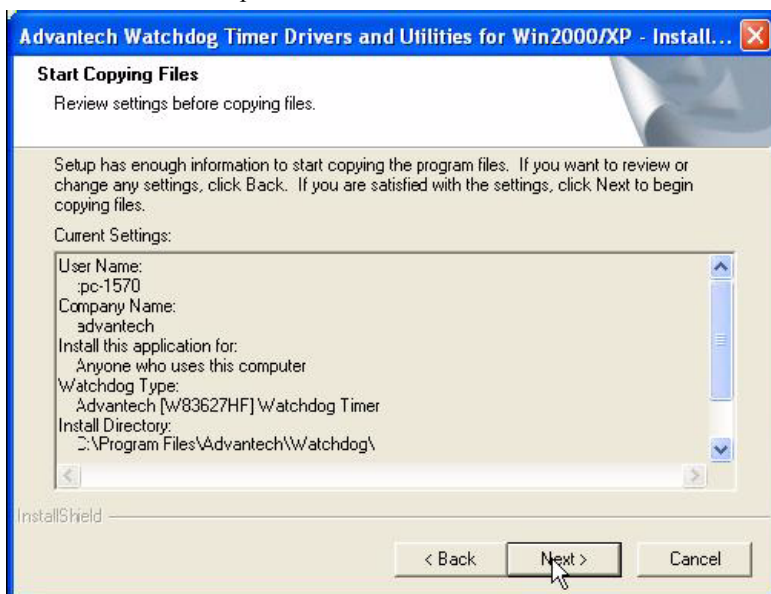 Advantech Watchdog Timer Drivers and Utilities for Win2000/XP - Install...
Start Copying Files
Review settings before copying files.
Setup has enough information to start copying the program files. If you want to review or
change any settings, click Back. If you are satisfied with the settings, click Next to begin
copying files.
Current Settings:
User Name:
:pc-1570
Company Name:
advantech
Install this application for:
Anyone who uses this computer
Watchdog Type:
Advantech [W83627HF] Watchdog Timer
Install Directory:
C:\Program Files\Advantech\Watchdog\
InstallShield
< Back
Next >
Cancel